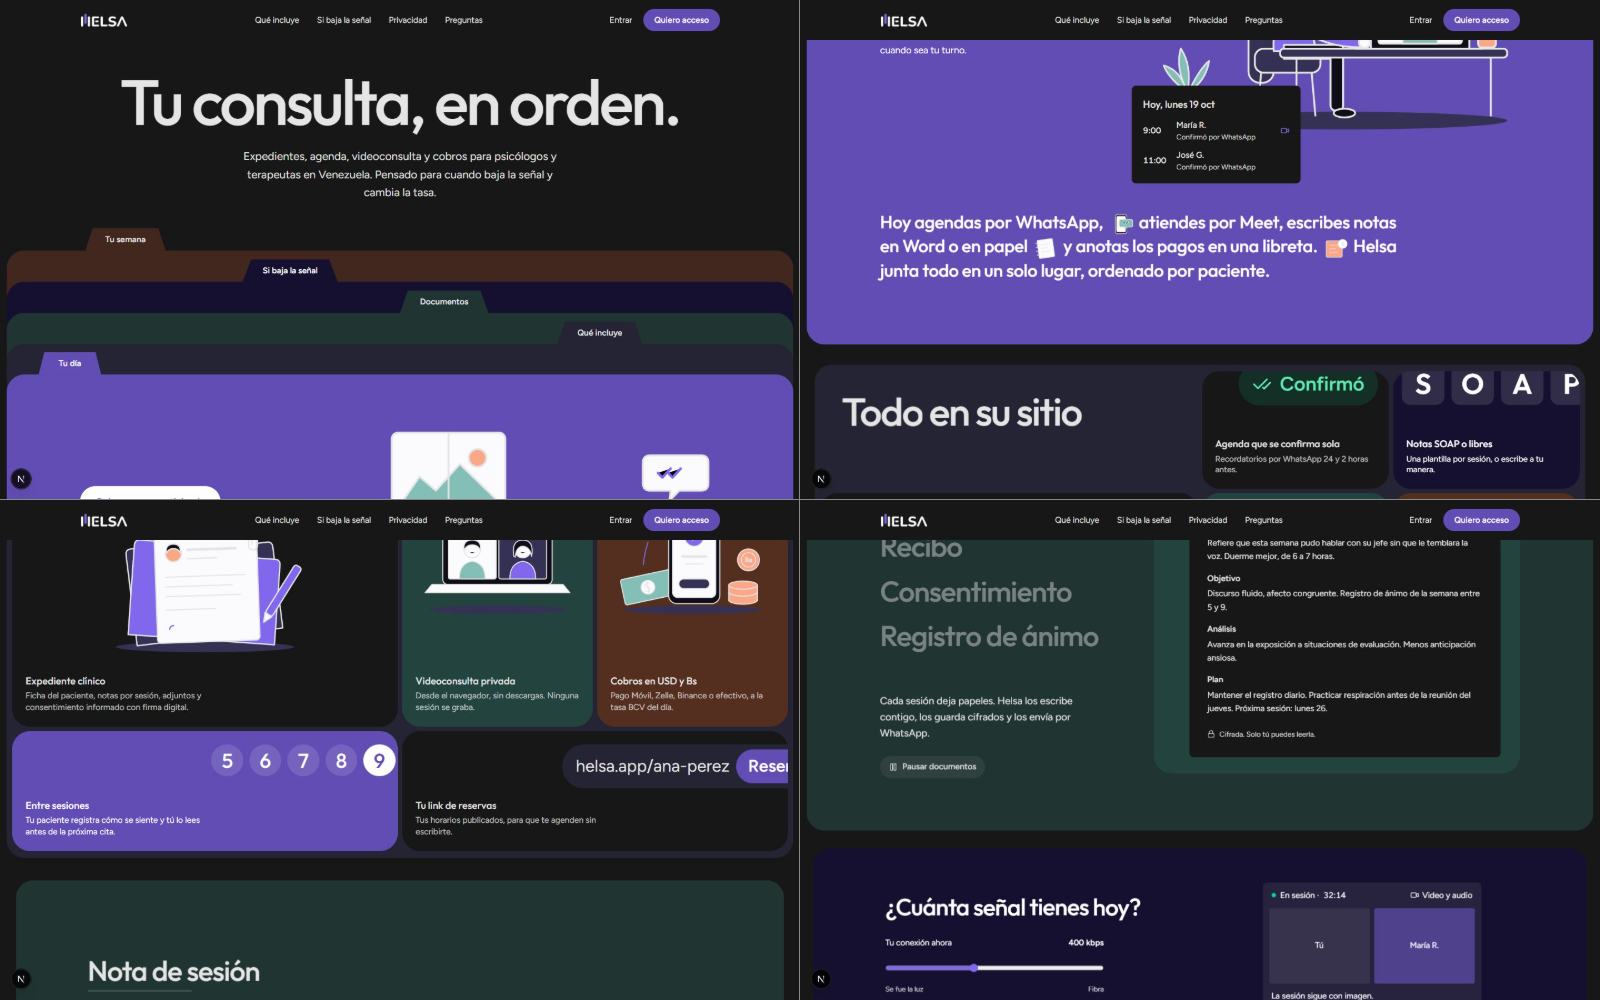 HELSA
Qué incluye
Si baja la señal
Privacidad
Preguntas
Entrar
Quiero acceso
Tu consulta, en orden.
Expedientes, agenda, videoconsulta y cobros para psicólogos y
terapeutas en Venezuela. Pensado para cuando baja la señal y
cambia la tasa.
Tu semana
Si baja la señal
Documentos
Qué incluye
Tu día
N
HELSA
Qué incluye
Si baja la señal
Privacidad
Preguntas
Entrar
Quiero acceso
cuando sea tu turno.
Hoy, lunes 19 oct
9:00
María R.
Confirmó por WhatsApp
11:00
José G.
Confirmó por WhatsApp
Hoy agendas por WhatsApp, atiendes por Meet, escribes notas
en Word o en papel y anotas los pagos en una libreta. Helsa
junta todo en un solo lugar, ordenado por paciente.
Todo en su sitio
Confirmó
Agenda que se confirma sola
Recordatorios por WhatsApp 24 y 2 horas
antes.
S O A P
Notas SOAP o libres
Una plantilla por sesión, o escribe a tu
manera.
N
HELSA
Qué incluye
Si baja la señal
Privacidad
Preguntas
Entrar
Quiero acceso
Expediente clínico
Ficha del paciente, notas por sesión, adjuntos y
consentimiento informado con firma digital.
Videoconsulta privada
Desde el navegador, sin descargas. Ninguna
sesión se graba.
Cobros en USD y Bs
Pago Móvil, Zelle, Binance o efectivo, a la
tasa BCV del día.
5 6 7 8 9
Entre sesiones
Tu paciente registra cómo se siente y tú lo lees
antes de la próxima cita.
helsa.app/ana-perez
Reser
Tu link de reservas
Tus horarios publicados, para que te agenden sin
escribirte.
Nota de sesión
N
HELSA
Qué incluye
Si baja la señal
Privacidad
Preguntas
Entrar
Quiero acceso
Recibo
Consentimiento
Registro de ánimo
Cada sesión deja papeles. Helsa los escribe
contigo, los guarda cifrados y los envía por
WhatsApp.
Pausar documentos
Refiere que esta semana pudo hablar con su jefe sin que le temblara la
voz. Duerme mejor, de 6 a 7 horas.
Objetivo
Discurso fluido, afecto congruente. Registro de ánimo de la semana entre
5 y 9.
Análisis
Avanza en la exposición a situaciones de evaluación. Menos anticipación
ansiosa.
Plan
Mantener el registro diario. Practicar respiración antes de la reunión del
jueves. Próxima sesión: lunes 26.
Cifrada. Solo tú puedes leerla.
¿Cuánta señal tienes hoy?
Tu conexión ahora
400 kbps
Se fue la luz
Fibra
En sesión · 32:14
Video y audio
Tú
María R.
La sesión sigue con imagen.
N